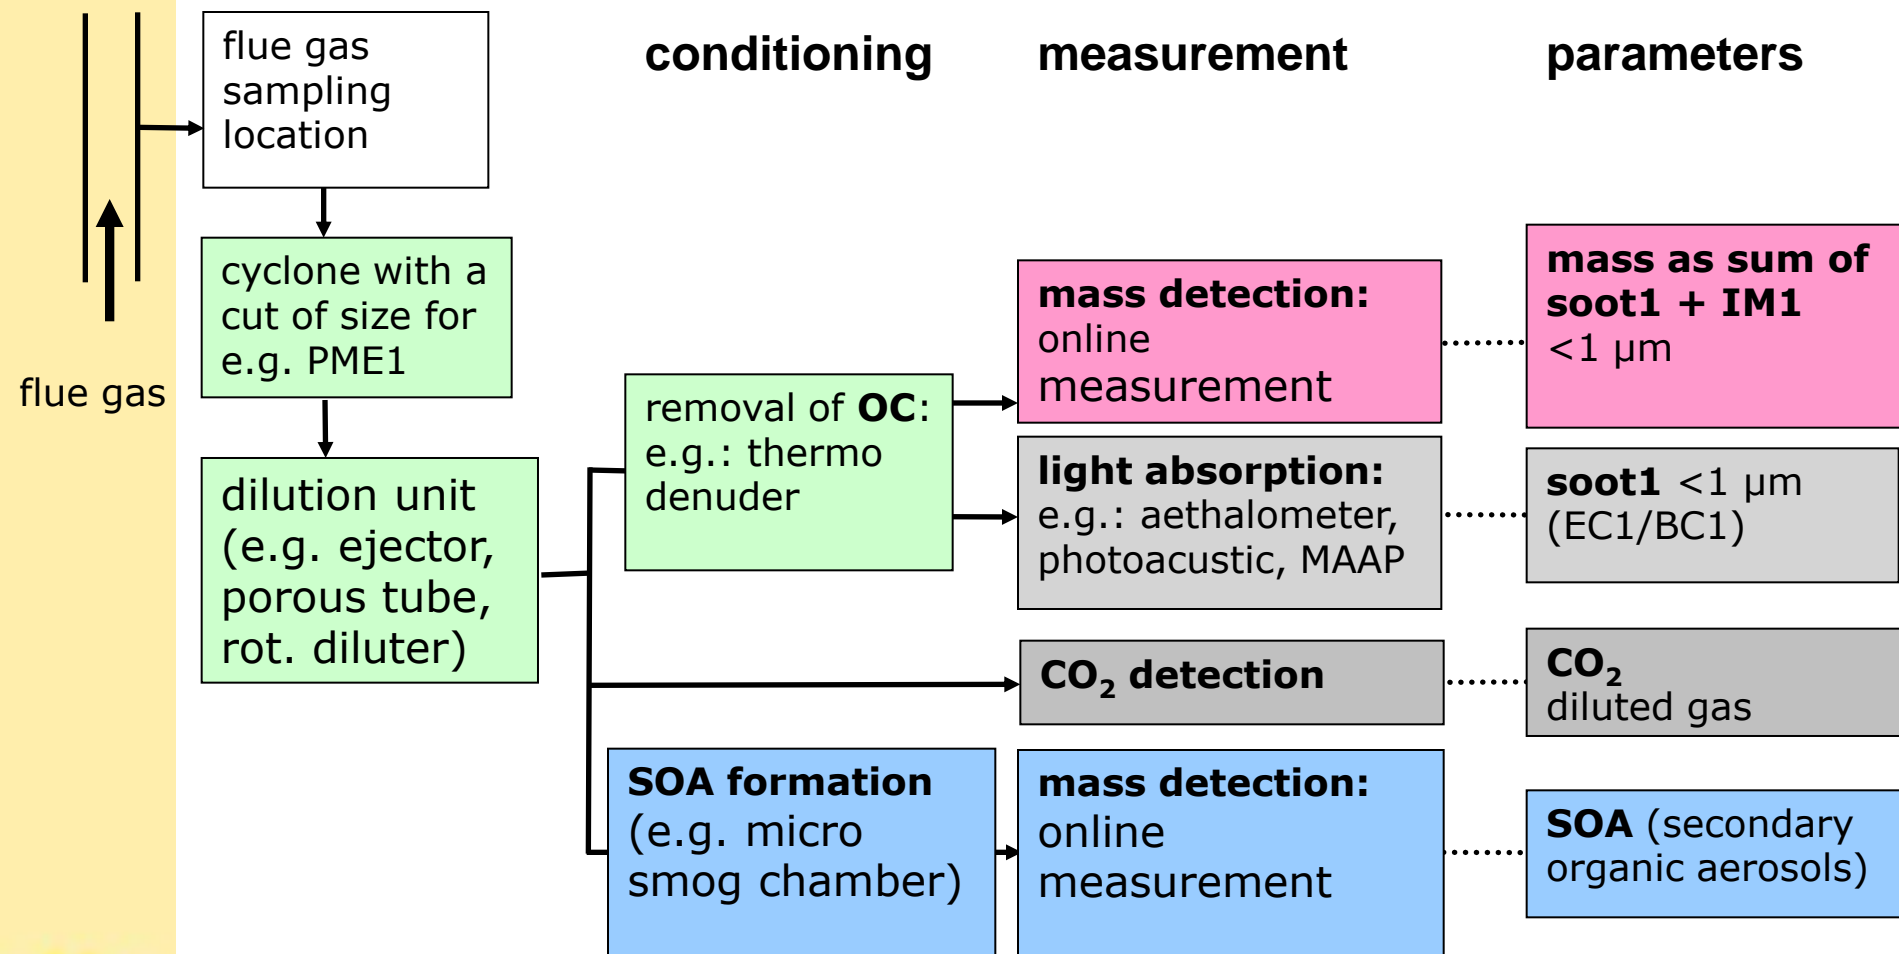 flue gas
sampling
location
conditioning
measurement
parameters
flue gas
cyclone with a
cut of size for
e.g. PME1
dilution unit
(e.g. ejector,
porous tube,
rot. diluter)
removal of OC:
e.g.: thermo
denuder
mass detection:
online
measurement
mass as sum of
soot1 + IM1
<1 µm
light absorption:
e.g.: aethalometer,
photoacustic, MAAP
soot1 <1 µm
(EC1/BC1)
CO₂ detection
CO₂
diluted gas
SOA formation
(e.g. micro
smog chamber)
mass detection:
online
measurement
SOA (secondary
organic aerosols)